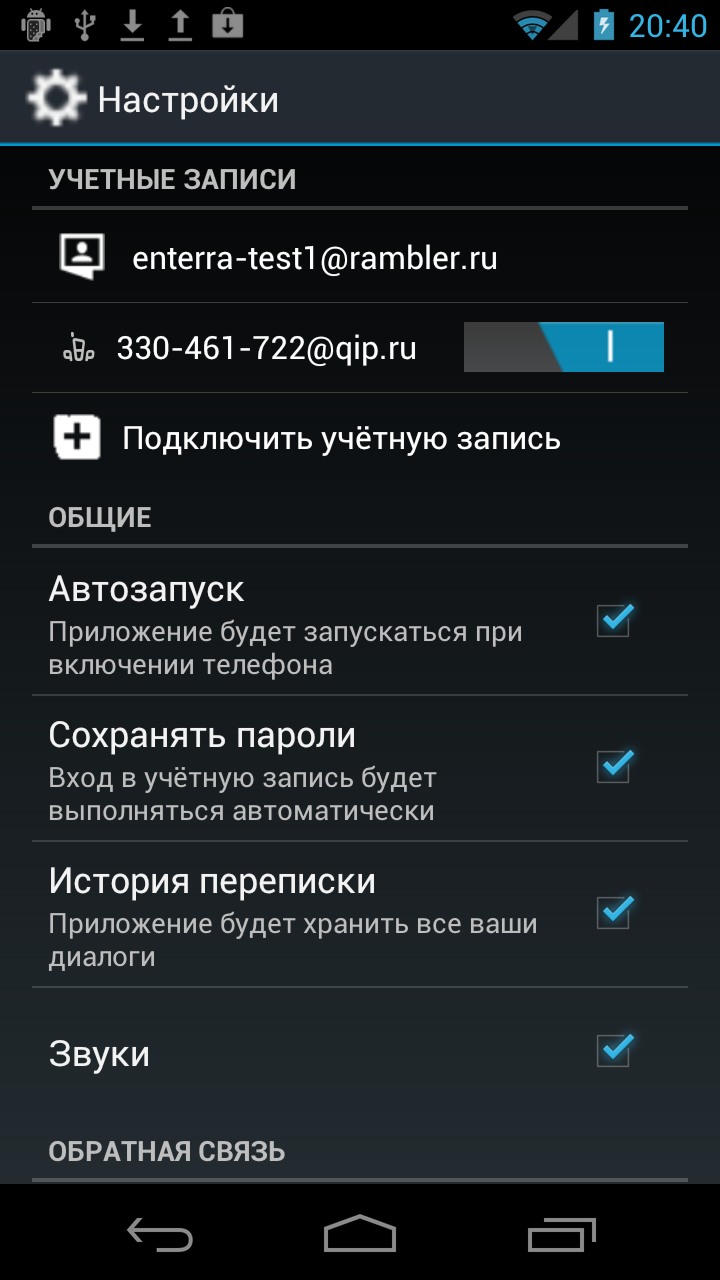 20:40
Настройки
УЧЕТНЫЕ ЗАПИСИ
enterra-test1@rambler.ru
330-461-722@qip.ru
Подключить учётную запись
ОБЩИЕ
Автозапуск
Приложение будет запускаться при
включении телефона
Сохранять пароли
Вход в учётную запись будет
выполняться автоматически
История переписки
Приложение будет хранить все ваши
диалоги
Звуки
ОБРАТНАЯ СВЯЗЬ